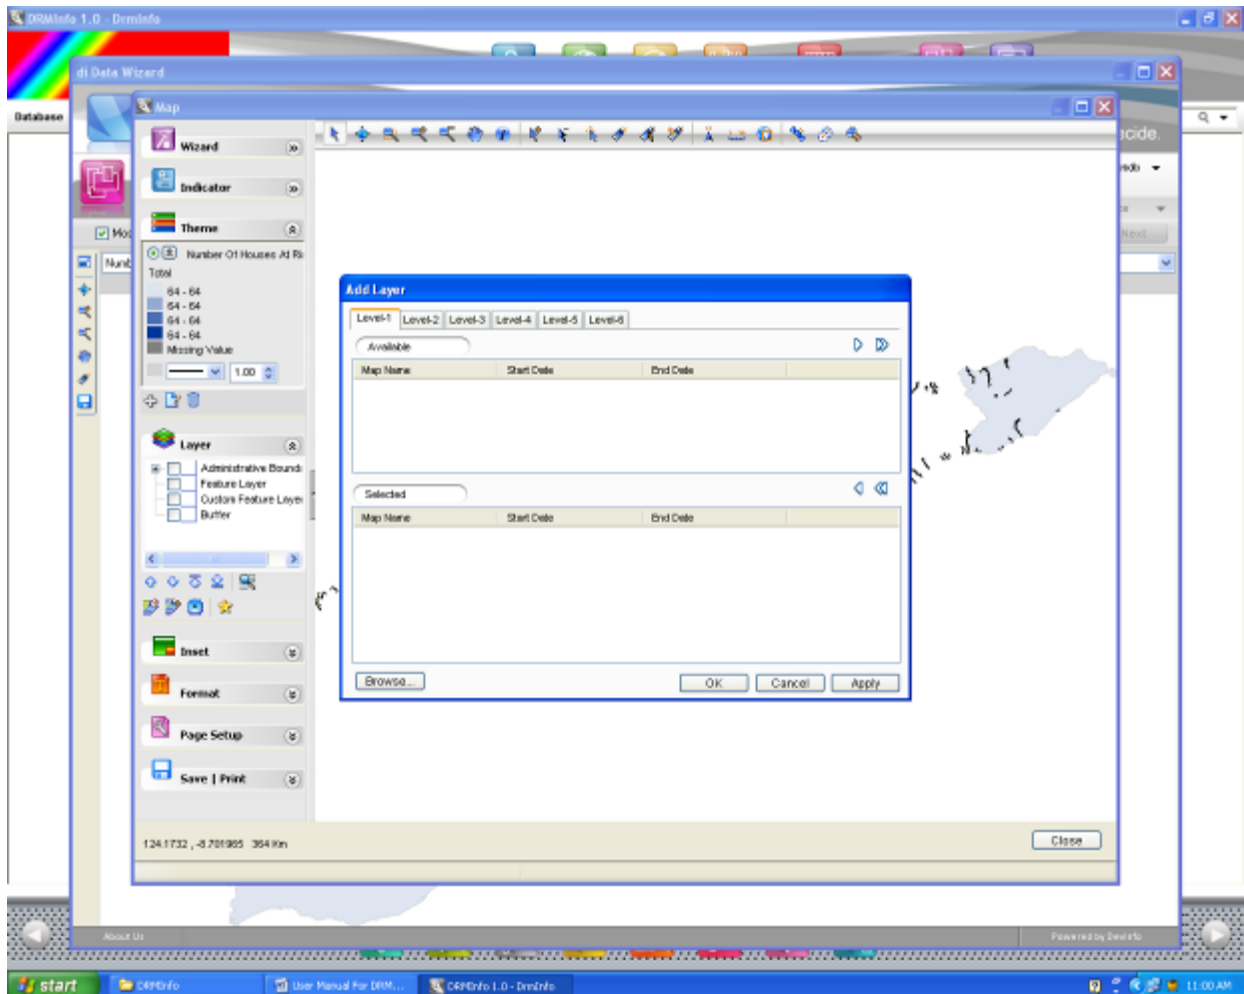 DRMInfo 1.0 - DrmInfo
di Data Wizard
Map
Database
Wizard
Indicator
Theme
Number Of Houses At Ris
Total
64 - 64
64 - 64
64 - 64
64 - 64
Missing Value
1.00
Layer
Administrative Bound
Feature Layer
Custom Feature Layer
Buffer
Inset
Format
Page Setup
Save | Print
124.1732 , -8.701985 364 Km
Close
ecide.
Next
Add Layer
Level-1 Level-2 Level-3 Level-4 Level-5 Level-6
Available
Map Name Start Date End Date
Selected
Map Name Start Date End Date
Browse... OK Cancel Apply
About Us
Powered by DevInfo
start
DRMInfo
User Manual For DRM...
DRMInfo 1.0 - DrmInfo
11:00 AM